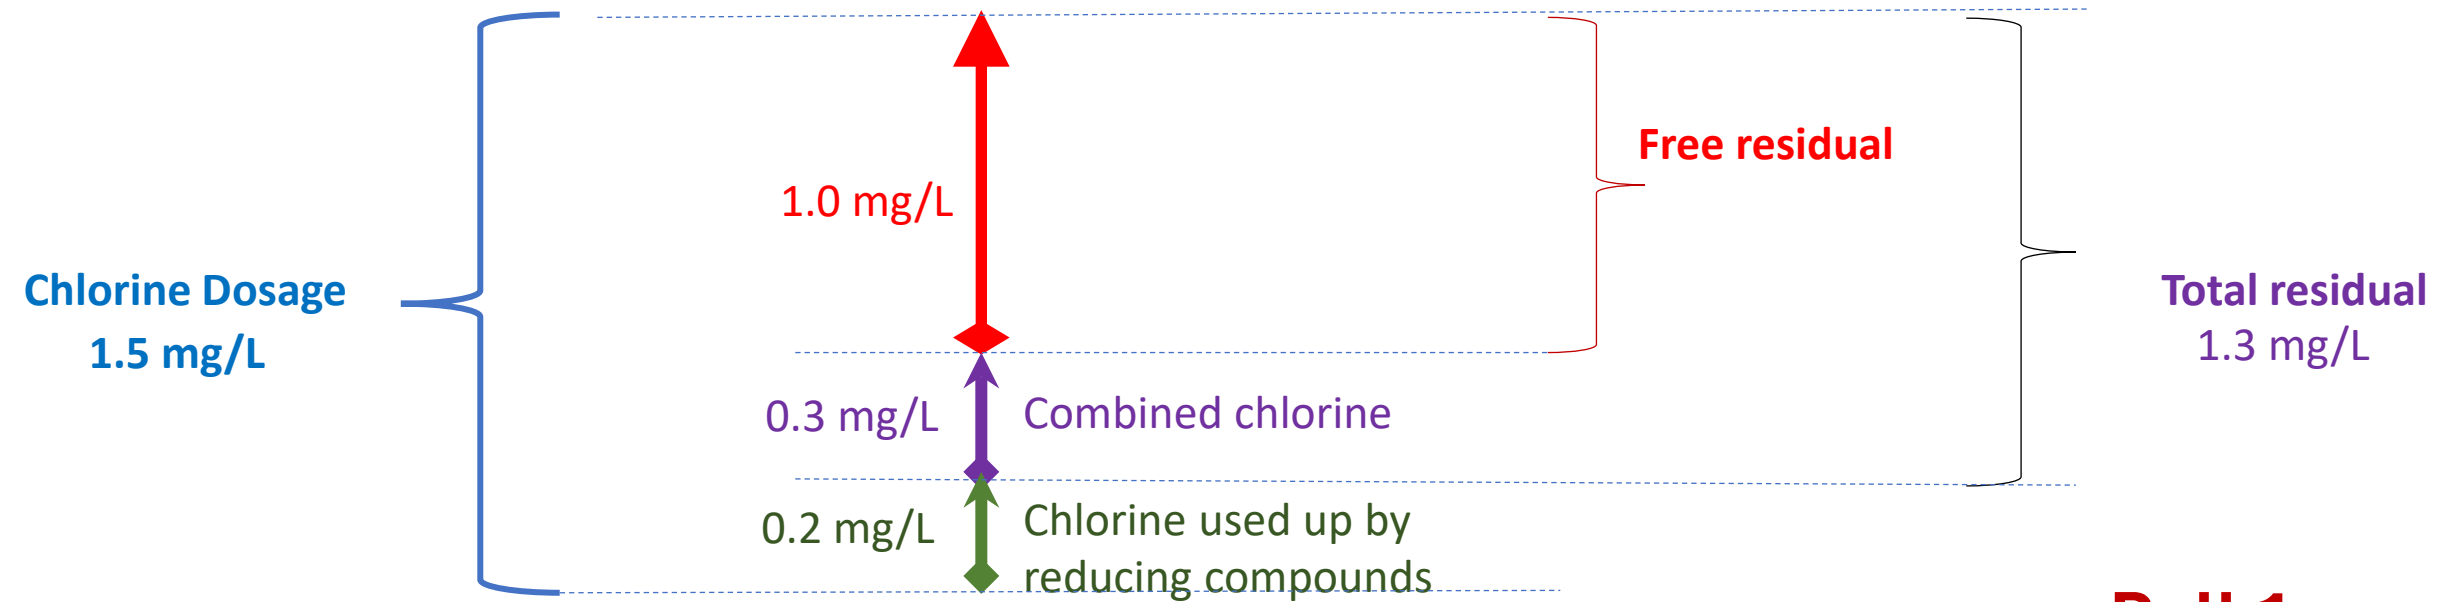 Free residual
1.0 mg/L
Chlorine Dosage
1.5 mg/L
Total residual
1.3 mg/L
0.3 mg/L
Combined chlorine
0.2 mg/L
Chlorine used up by
reducing compounds